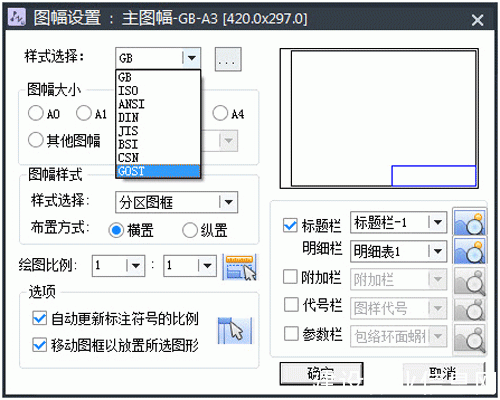 图幅设置 : 主图幅-GB-A3 [420.0x297.0]
样式选择: GB ...
GB
ISO
ANSI
DIN
JIS
BSI
CSN
GOST
图幅大小
A0 A1 A4
其他图幅
图幅样式
样式选择: 分区图框
布置方式: 横置 纵置
绘图比例: 1 : 1
选项
自动更新标注符号的比例
移动图框以放置所选图形
标题栏 标题栏-1
明细栏 明细表1
附加栏 附加栏
代号栏 图样代号
参数栏 包络环面蜗
确定 取消